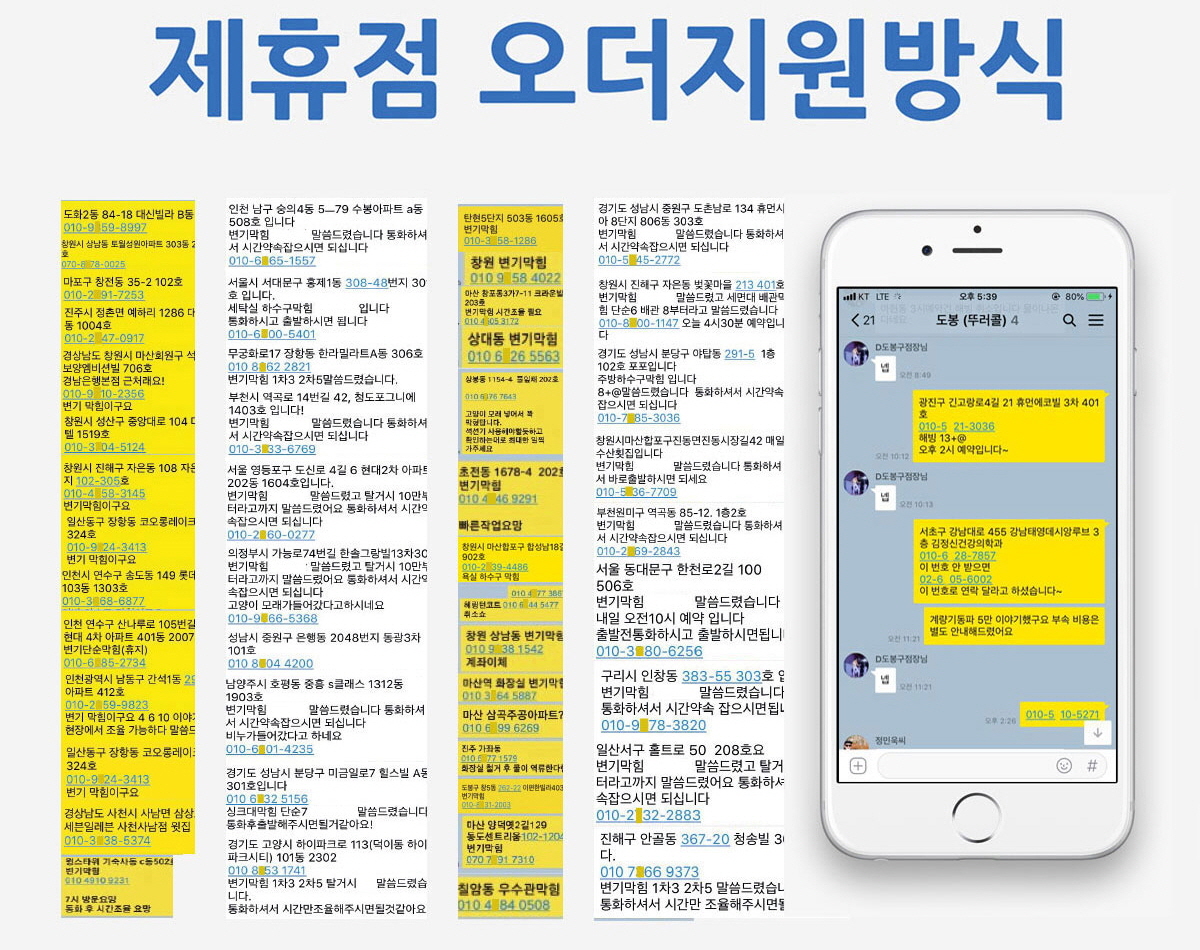 제휴점 오더지원방식
도화2동 84-18 대신빌라 B동
010-9 59-8997
창원시 상남동 토월성원아파트 303동 2
호
070-8 78-0025
마포구 창전동 35-2 102호
010-2 91-7253
진주시 정촌면 예하리 1286 대
동 1004호
010-2 47-0917
경상남도 창원시 마산회원구 석
보양엠비션빌 706호
경남은행본점 근처래요!
010-9 10-2356
변기 막힘이구요
창원시 성산구 중앙대로 104 디
텔 1519호
010-3 04-5124
창원시 진해구 자은동 108 자은
지 102-305호
010-4 58-3145
변기막힘이구요
일산동구 장항동 코오롱레이크
324호
010-9 24-3413
변기 막힘이구요
인천시 연수구 송도동 149 롯데
103동 1303호
010-3 68-6877
인천 연수구 산나루로 105번길
현대 4차 아파트 401동 2007
변기단순막힘(휴지)
010-6 85-2734
인천광역시 남동구 간석1동 29
아파트 412호
010-2 59-9823
변기 막힘이구요 4 6 10 이야기
현장에서 조율 가능하다 말씀드
일산동구 장항동 코오롱레이크
324호
010-9 24-3413
변기 막힘이구요
경상남도 사천시 사남면 삼상
세븐일레븐 사천사남점 윗집
010-3 38-5374
윙스타워 기숙사동 c동502호
변기막힘
010 4910 9231
7시 방문요망
통화 후 시간조율 요망
인천 남구 숭의4동 5—79 수봉아파트 a동
508호 입니다
변기막힘 말씀드렸습니다 통화하셔
서 시간약속잡으시면 되십니다
010-6 65-1557
서울시 서대문구 홍제1동 308-48번지 30
호 입니다.
세탁실 하수구막힘 입니다
통화하시고 출발하시면 됩니다
010-6 00-5401
무궁화로17 장항동 한라밀라트A동 306호
010 8 62 2821
변기막힘 1차3 2차5말씀드렸습니다.
부천시 역곡로 14번길 42, 청도포그니에
1403호 입니다!
변기막힘 말씀드렸습니다 통화하셔
서 시간약속잡으시면 되십니다
010-3 33-6769
서울 영등포구 도신로 4길 6 현대2차 아파트
202동 1604호입니다.
변기막힘 말씀드렸고 탈거시 10만부
터라고까지 말씀드렸어요 통화하셔서 시간약
속잡으시면 되십니다
010-2 60-0277
의정부시 가능로74번길 한솔그랑빌13차30
변기막힘 말씀드렸고 탈거시 10만부
터라고까지 말씀드렸어요 통화하셔서 시간약
속잡으시면 되십니다
고양이 모래가들어갔다고하시네요
010-9 66-5368
성남시 중원구 은행동 2048번지 동광3차
101호
010 8 04 4200
남양주시 호평동 중흥 s클래스 1312동
1903호
변기막힘 말씀드렸습니다 통화하셔
서 시간약속잡으시면 되십니다
비누가들어갔다고 하네요
010-6 01-4235
경기도 성남시 분당구 미금일로7 힐스빌 A동
301호입니다
010 6 32 5156
싱크대막힘 단순7 말씀드렸습니다
통화후출발해주시면될거같아요!
경기도 고양시 하이파크로 113(덕이동 하이
파크시티) 101동 2302
010 8 53 1741
변기막힘 1차3 2차5 탈거시 말씀드렸습
니다.
통화하셔서 시간만조율해주시면될것같아요
탄현5단지 503동 1605호
변기막힘
010-3 58-1286
창원 변기막힘
010 9 58 4022
마산 창포동3가7-11 크라운빌
203호
변기막힘 시간조율 필요
010 4 05 3172
상대동 변기막힘
010 6 26 5563
상봉동 1154-4 303호
010 6 76 7643
고양이 모래 넣어서 꽉
막혔답니다.
석션기 사용해야할듯하고
확인하는대로 최대한 일찍
가주세요
초전동 1678-4 202호
변기막힘
010 4 46 9291
빠른작업요망
창원시 마산합포구 합성남18길
902호
010-2 39-4486
욕실 하수구 막힘
010 4 77 386
헤링턴코트 010 6 44 5477
취소요
창원 상남동 변기막힘
010 9 38 1542
계좌이체
마산역 화장실 변기막힘
010 3 64 5887
마산 삼곡주공아파트7
010 6 99 6269
진주 가좌동
010 6 77 1579
화장실 철거 후 물이 역류한다
도봉구 창5동 262-22 이편한빌라403
변기막힘
010-8 31-2003
마산 양덕옛2길129
동도센트리움102-1204
변기막힘
070 7 91 7310
칠암동 우수관막힘
010 4 84 0508
경기도 성남시 중원구 도촌남로 134 휴먼시
아 8단지 806동 303호
변기막힘 말씀드렸습니다 통화하셔
서 시간약속잡으시면 되십니다
010-5 45-2772
창원시 진해구 자은동 벚꽃마을 213 401호
변기막힘 말씀드렸고 세면대 배관막
힘 단순6 배관 8부터라고 말씀드렸습니다
010-8 00-1147 오늘 4시30분 예약입니
다
경기도 성남시 분당구 야탑동 291-5 1층
102호 포포입니다
주방하수구막힘 입니다
8+@말씀드렸습니다 통화하셔서 시간약속
잡으시면 되십니다
010-7 85-3036
창원시마산합포구진동면진동시장길42 매일
수산횟집입니다
변기막힘 말씀드렸습니다 통화하셔
서 바로출발하시면 되세요
010-5 36-7709
부천원미구 역곡동 85-12. 1층2호
변기막힘 말씀드렸습니다 통화하셔
서 시간약속잡으시면 되십니다
010-2 69-2843
서울 동대문구 한천로2길 100
506호
변기막힘 말씀드렸습니다
내일 오전10시 예약 입니다
출발전통화하시고 출발하시면됩니
010-3 80-6256
구리시 인창동 383-55 303호 입
변기막힘 말씀드렸습니다
통화하셔서 시간약속 잡으시면됩니
010-9 78-3820
일산서구 홀트로 50 208호요
변기막힘 말씀드렸고 탈거
터라고까지 말씀드렸어요 통화하셔
속잡으시면 되십니다
010-2 32-2883
진해구 안골동 367-20 청송빌 30
다.
010 7 66 9373
변기막힘 1차3 2차5 말씀드렸습니
통화하셔서 시간만 조율해주시면될
KT LTE 오후 5:39 80%
21 도봉 (뚜러콜) 4
D도봉구점장님
넵
오전 8:49
광진구 긴고랑로4길 21 휴먼에코빌 3차 401
호
010-5 21-3036
해빙 13+@
오후 2시 예약입니다~
오전 10:12
D도봉구점장님
넵
오전 10:13
서초구 강남대로 455 강남태영데시앙루브 3
층 김정신건강의학과
010-6 28-7857
이 번호 안 받으면
02-6 05-6002
이 번호로 연락 달라고 하셨습니다~
계량기동파 5만 이야기했구요 부속 비용은
별도 안내해드렸어요
오전 11:21
D도봉구점장님
넵
오전 11:21
010-5 10-5271
오후 2:26
정민욱씨